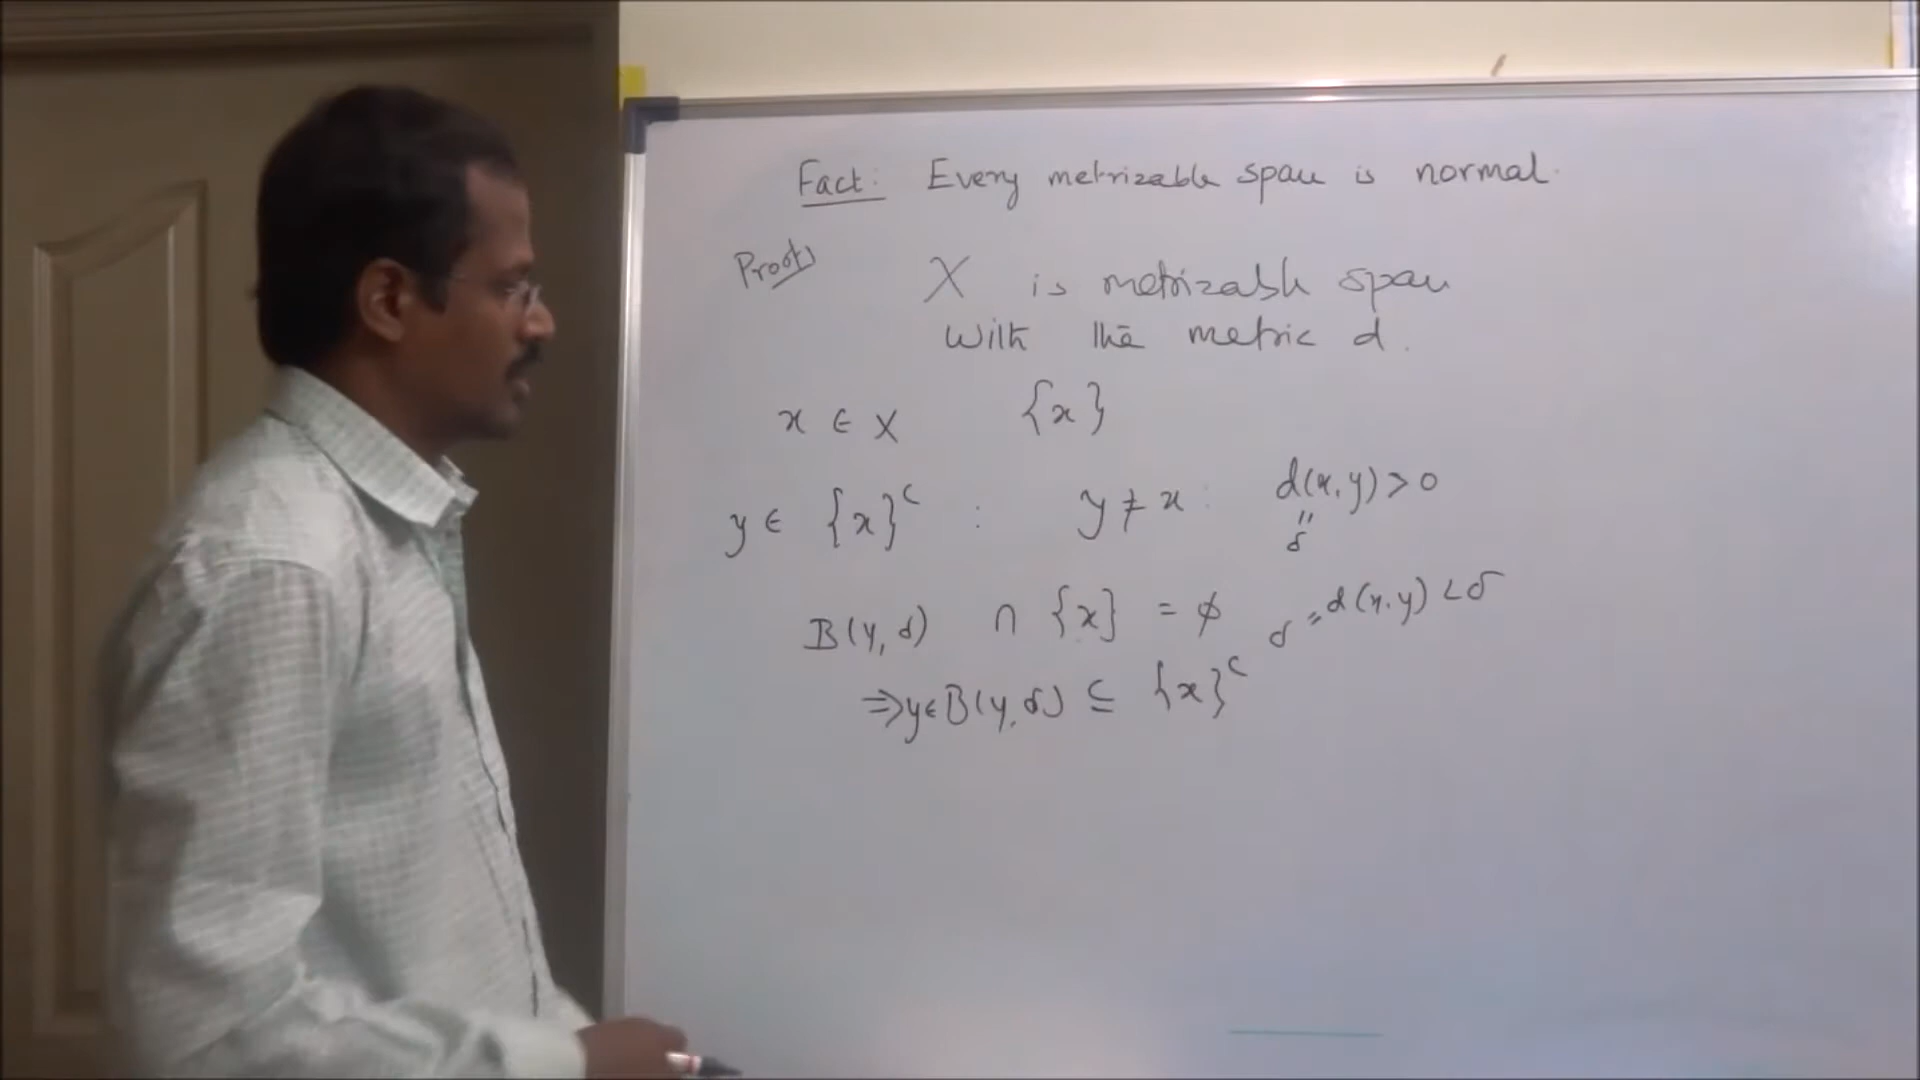 Fact: Every metrizable space is normal.
Proof) X is metrizable space
with the metric d.
x ∈ X {x}
y ∈ {x}ᶜ : y ≠ x : d(x,y) > 0
"
δ
B(y, δ) ∩ {x} = φ δ = d(x,y) < δ
⇒ y ∈ B(y, δ) ⊆ {x}ᶜ